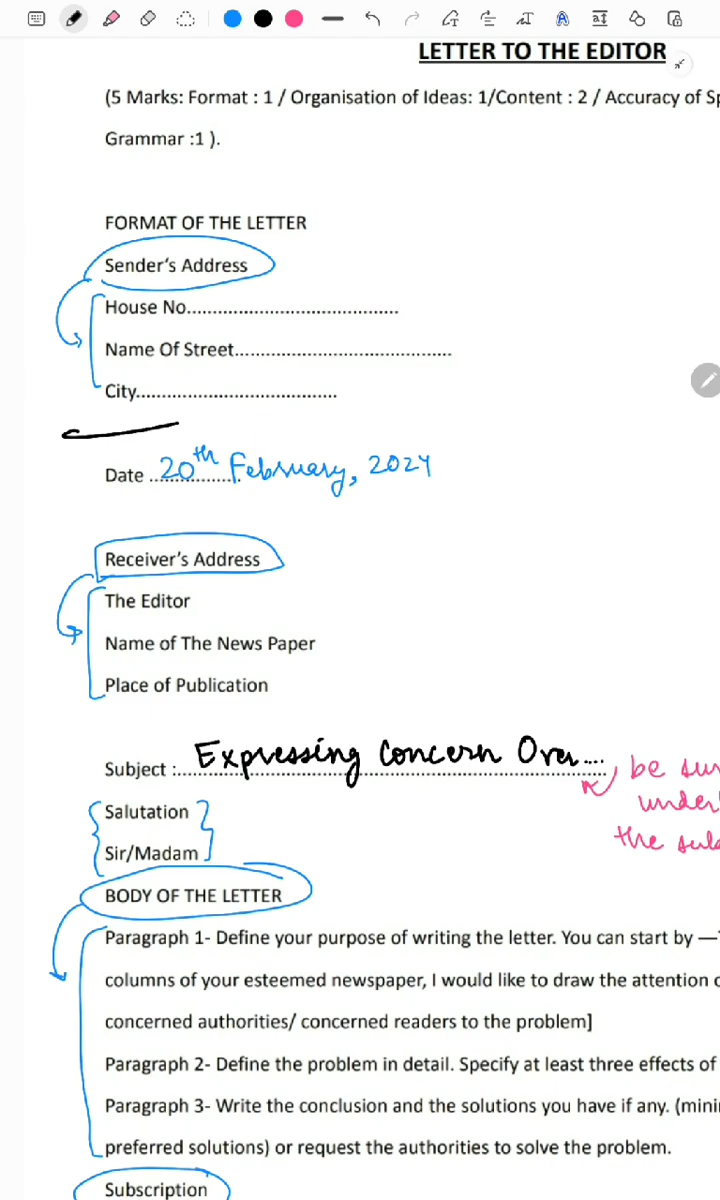 LETTER TO THE EDITOR
(5 Marks: Format : 1 / Organisation of Ideas: 1/Content : 2 / Accuracy of
Grammar :1 ).
FORMAT OF THE LETTER
Sender's Address
House No..........................................
Name Of Street...........................................
City........................................
Date .................. 20th February, 2024
Receiver's Address
The Editor
Name of The News Paper
Place of Publication
Subject :.......... Expressing Concern Over....
be
under
the
Salutation
Sir/Madam
BODY OF THE LETTER
Paragraph 1- Define your purpose of writing the letter. You can start by —
columns of your esteemed newspaper, I would like to draw the attention
concerned authorities/ concerned readers to the problem]
Paragraph 2- Define the problem in detail. Specify at least three effects of
Paragraph 3- Write the conclusion and the solutions you have if any.
preferred solutions) or request the authorities to solve the problem.
Subscription